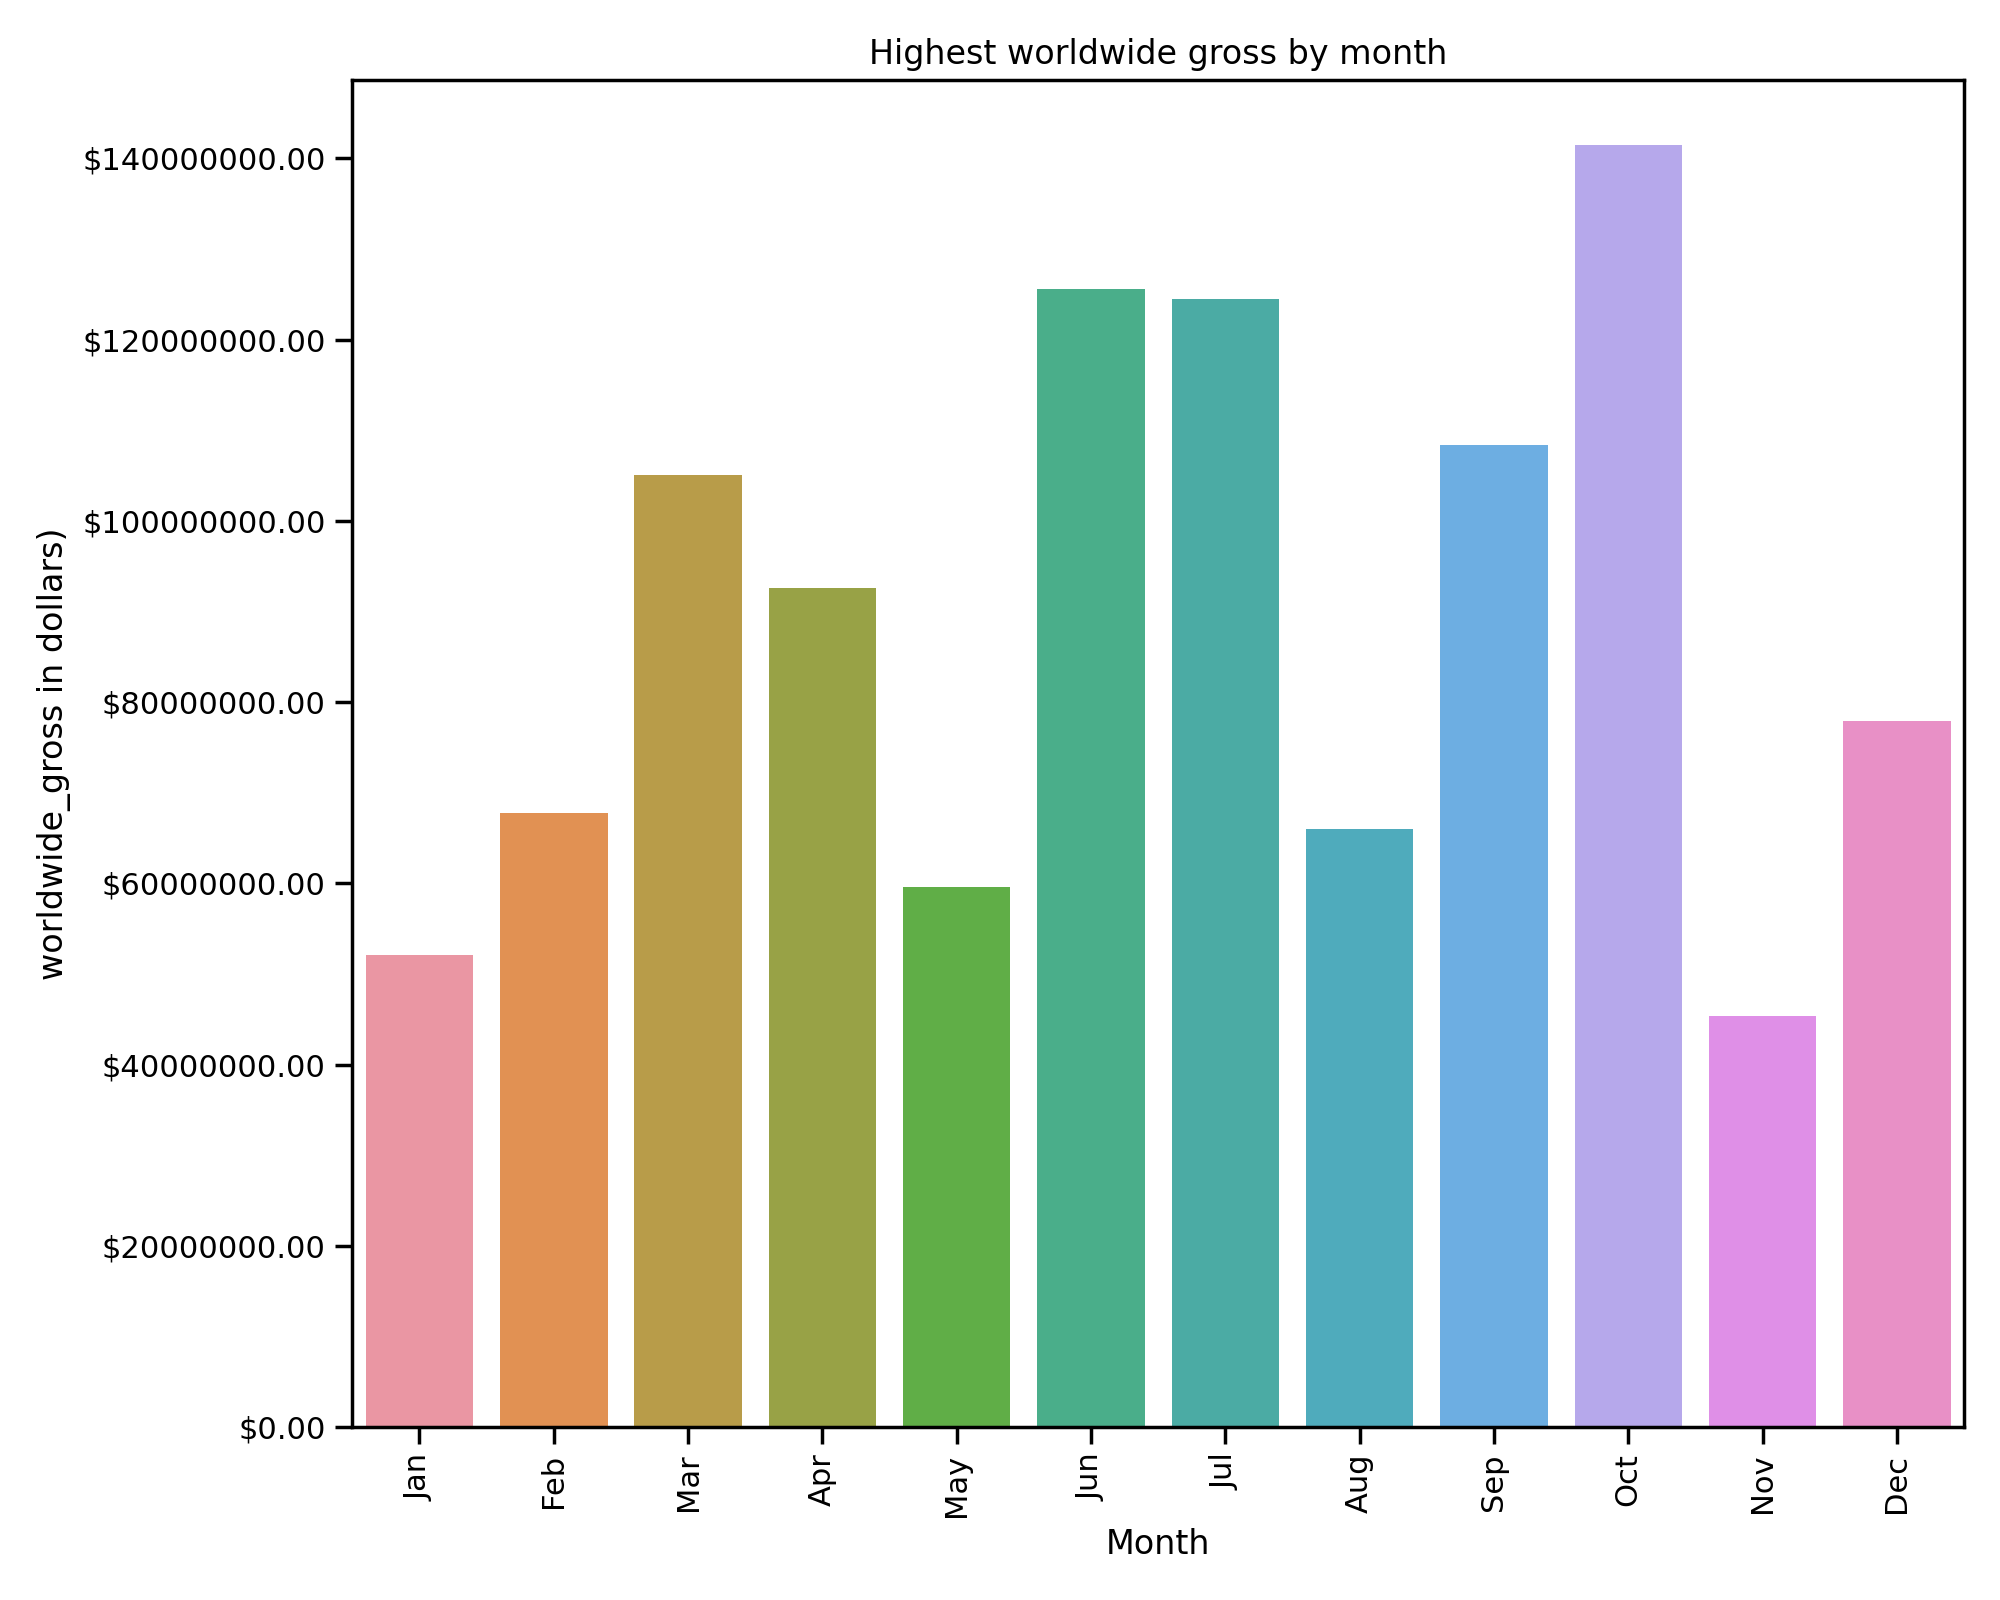 Highest worldwide gross by month
worldwide_gross in dollars)
$140000000.00
$120000000.00
$100000000.00
$80000000.00
$60000000.00
$40000000.00
$20000000.00
$0.00
Jan
Feb
Mar
Apr
May
Jun
Jul
Aug
Sep
Oct
Nov
Dec
Month